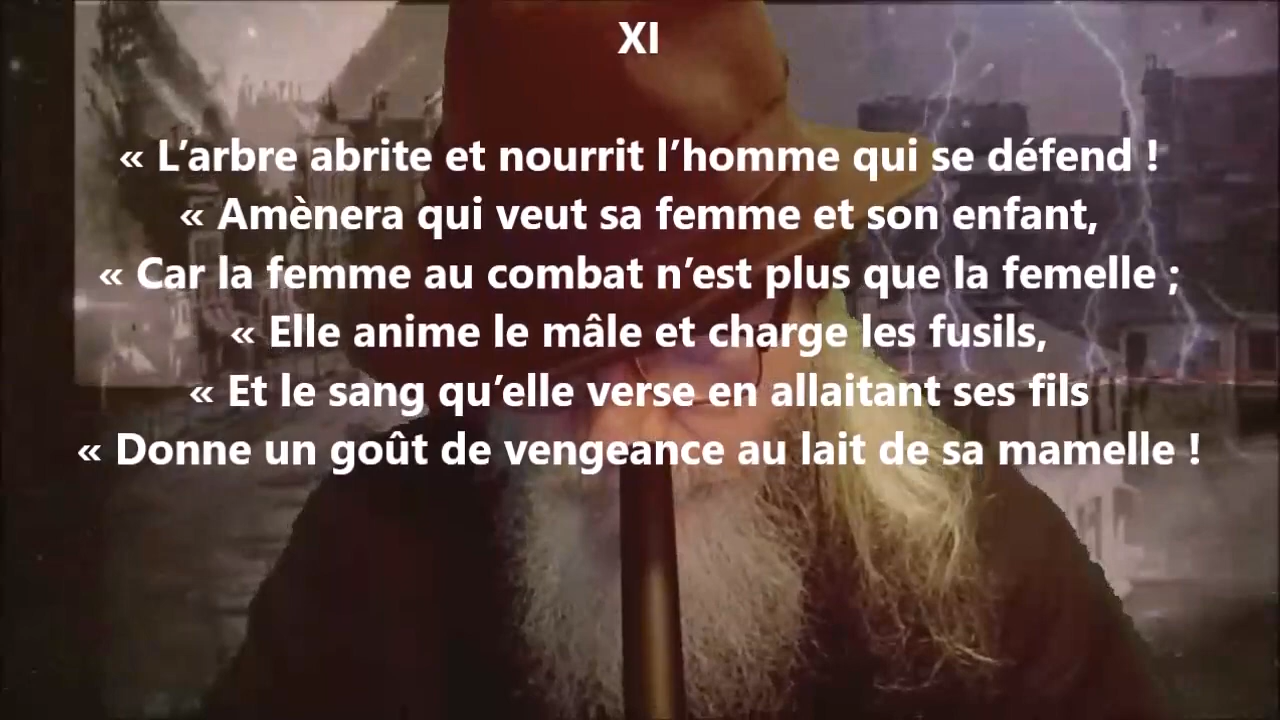 XI
« L’arbre abrite et nourrit l’homme qui se défend !
« Amènera qui veut sa femme et son enfant,
« Car la femme au combat n’est plus que la femelle ;
« Elle anime le mâle et charge les fusils,
« Et le sang qu’elle verse en allaitant ses fils
« Donne un goût de vengeance au lait de sa mamelle !